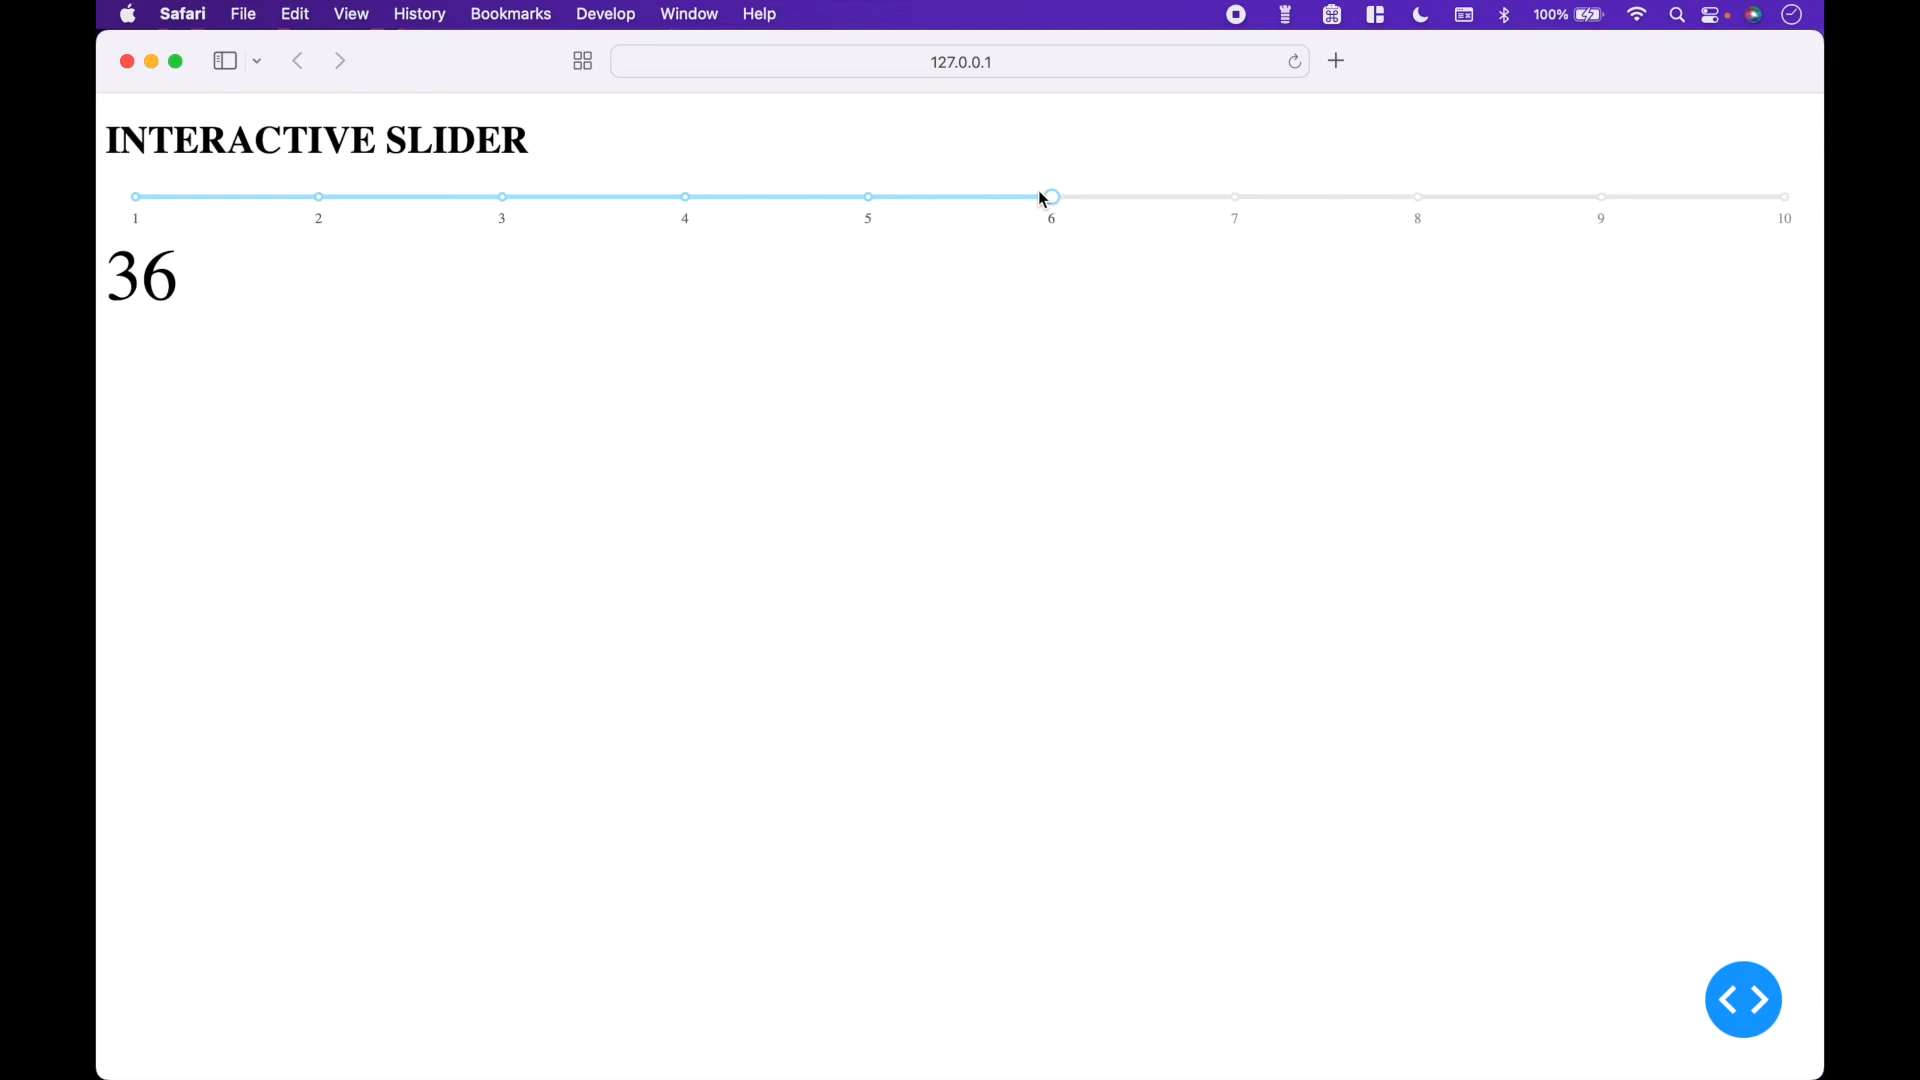 Safari File Edit View History Bookmarks Develop Window Help 100%
127.0.0.1
INTERACTIVE SLIDER
1 2 3 4 5 6 7 8 9 10
36